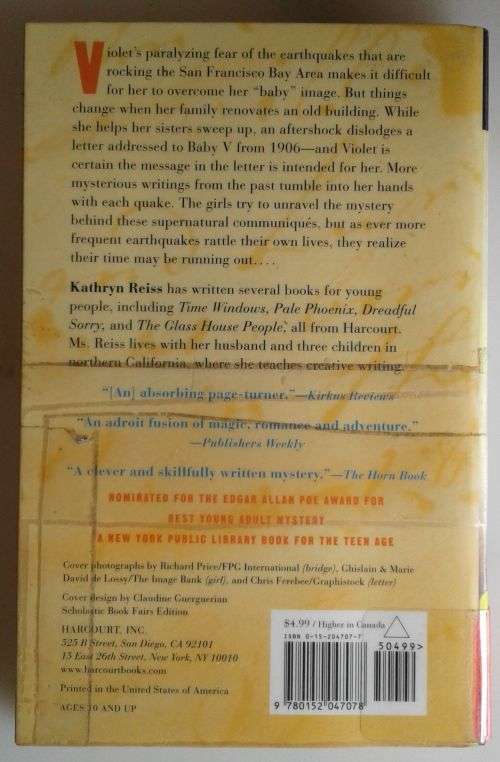 Violet's paralyzing fear of the earthquakes that are
rocking the San Francisco Bay Area makes it difficult
for her to overcome her "baby" image. But things
change when her family renovates an old building. While
she helps her sisters sweep up, an aftershock dislodges a
letter addressed to Baby V from 1906—and Violet is
certain the message in the letter is intended for her. More
mysterious writings from the past tumble into her hands
with each quake. The girls try to unravel the mystery
behind these supernatural communiqués, but as ever more
frequent earthquakes rattle their own lives, they realize
their time may be running out....
Kathryn Reiss has written several books for young
people, including Time Windows, Pale Phoenix, Dreadful
Sorry, and The Glass House People, all from Harcourt.
Ms. Reiss lives with her husband and three children in
northern California, where she teaches creative writing.
"[An] absorbing page-turner."—Kirkus Reviews
"An adroit fusion of magic, romance and adventure."
—Publishers Weekly
"A clever and skillfully written mystery."—The Horn Book
NOMINATED FOR THE EDGAR ALLAN POE AWARD FOR
BEST YOUNG ADULT MYSTERY
A NEW YORK PUBLIC LIBRARY BOOK FOR THE TEEN AGE
Cover photographs by Richard Price/FPG International (bridge), Ghislain & Marie
David de Lossy/The Image Bank (girl), and Chris Ferebee/Graphistock (letter)
Cover design by Claudine Guerguerian
Scholastic Book Fairs Edition
HARCOURT, INC.
525 B Street, San Diego, CA 92101
15 East 26th Street, New York, NY 10010
www.harcourtbooks.com
Printed in the United States of America
AGES 10 AND UP
$4.99 / Higher in Canada
ISBN 0-15-204707-7
50499>
9 780152 047078